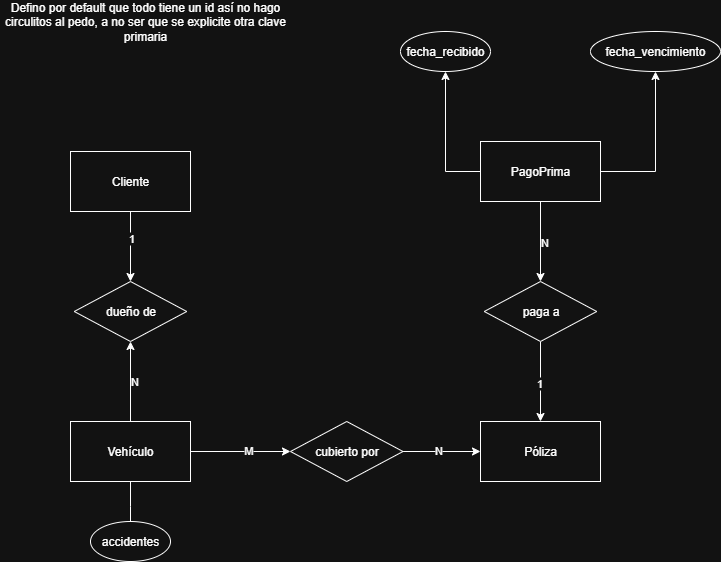 Defino por default que todo tiene un id así no hago
circulitos al pedo, a no ser que se explicite otra clave
primaria
fecha_recibido
fecha_vencimiento
Cliente
PagoPrima
1
N
dueño de
paga a
N
1
Vehículo
M
cubierto por
N
Póliza
accidentes